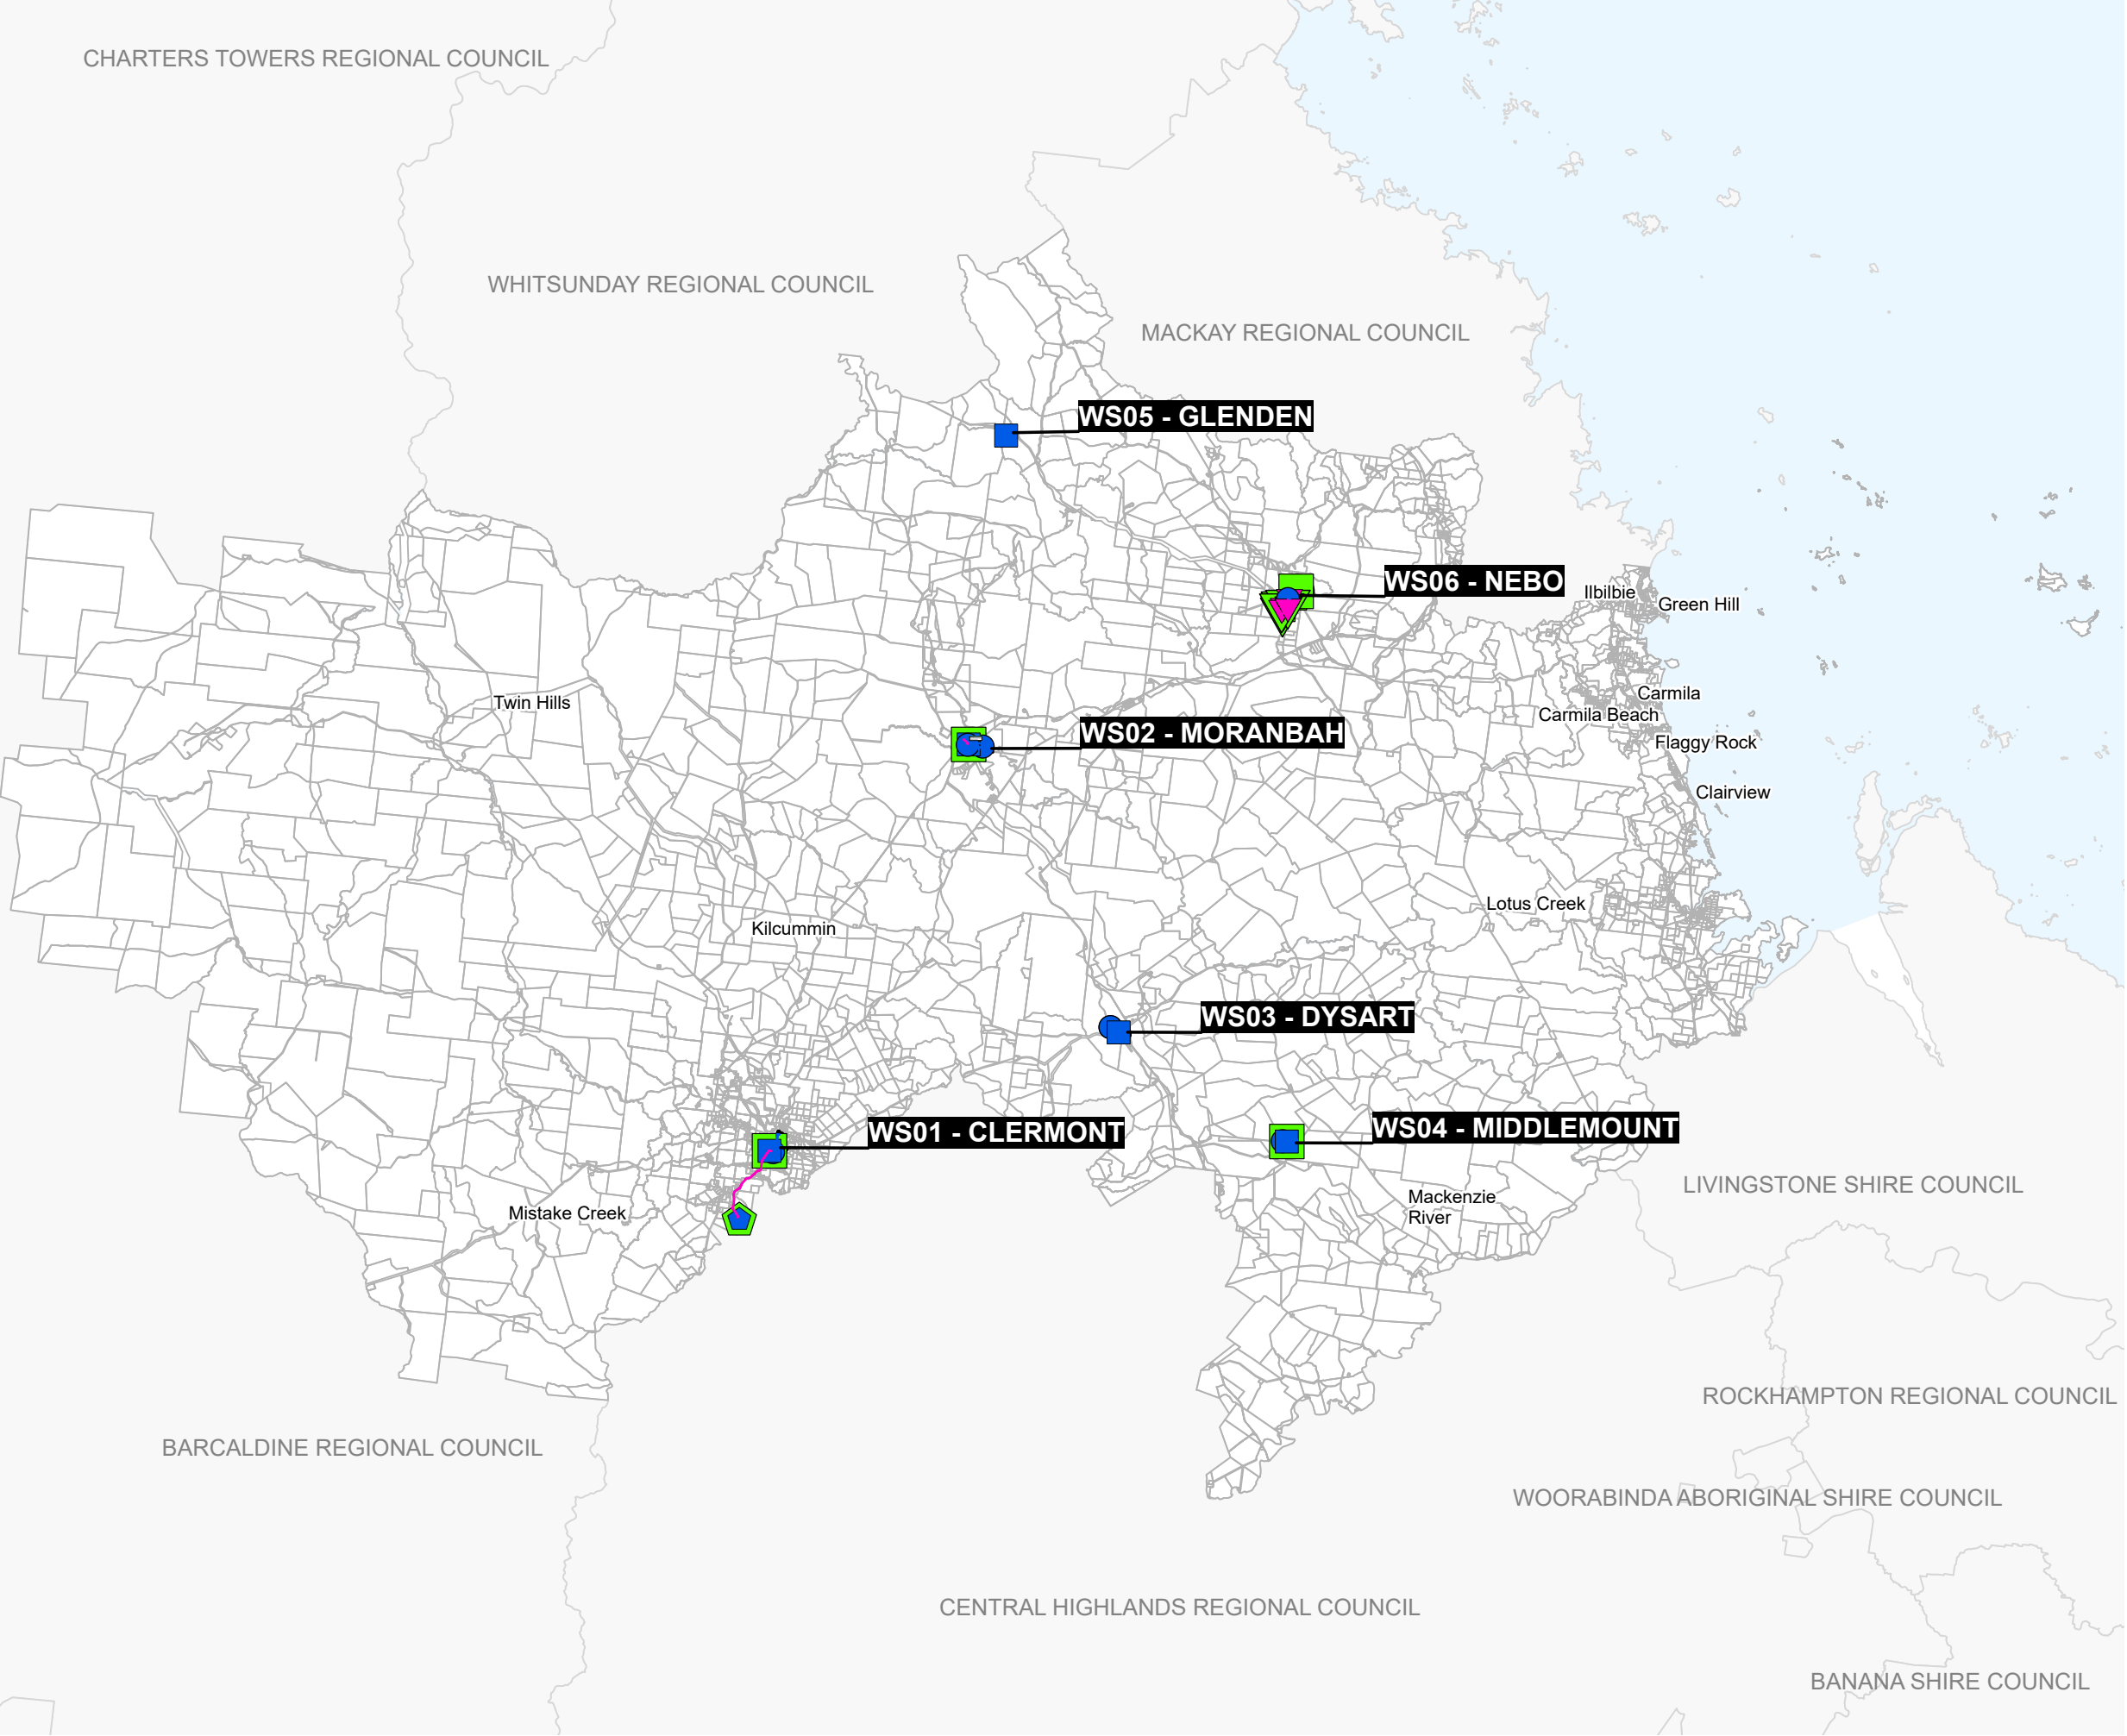 CHARTERS TOWERS REGIONAL COUNCIL
WHITSUNDAY REGIONAL COUNCIL
MACKAY REGIONAL COUNCIL
WS05 - GLENDEN
WS06 - NEBO
Ilbilbie
Green Hill
Twin Hills
Carmila
Carmila Beach
WS02 - MORANBAH
Flaggy Rock
Clairview
Lotus Creek
Kilcummin
WS03 - DYSART
WS01 - CLERMONT
WS04 - MIDDLEMOUNT
LIVINGSTONE SHIRE COUNCIL
Mackenzie
River
Mistake Creek
ROCKHAMPTON REGIONAL COUNCIL
BARCALDINE REGIONAL COUNCIL
WOORABINDA ABORIGINAL SHIRE COUNCIL
CENTRAL HIGHLANDS REGIONAL COUNCIL
BANANA SHIRE COUNCIL